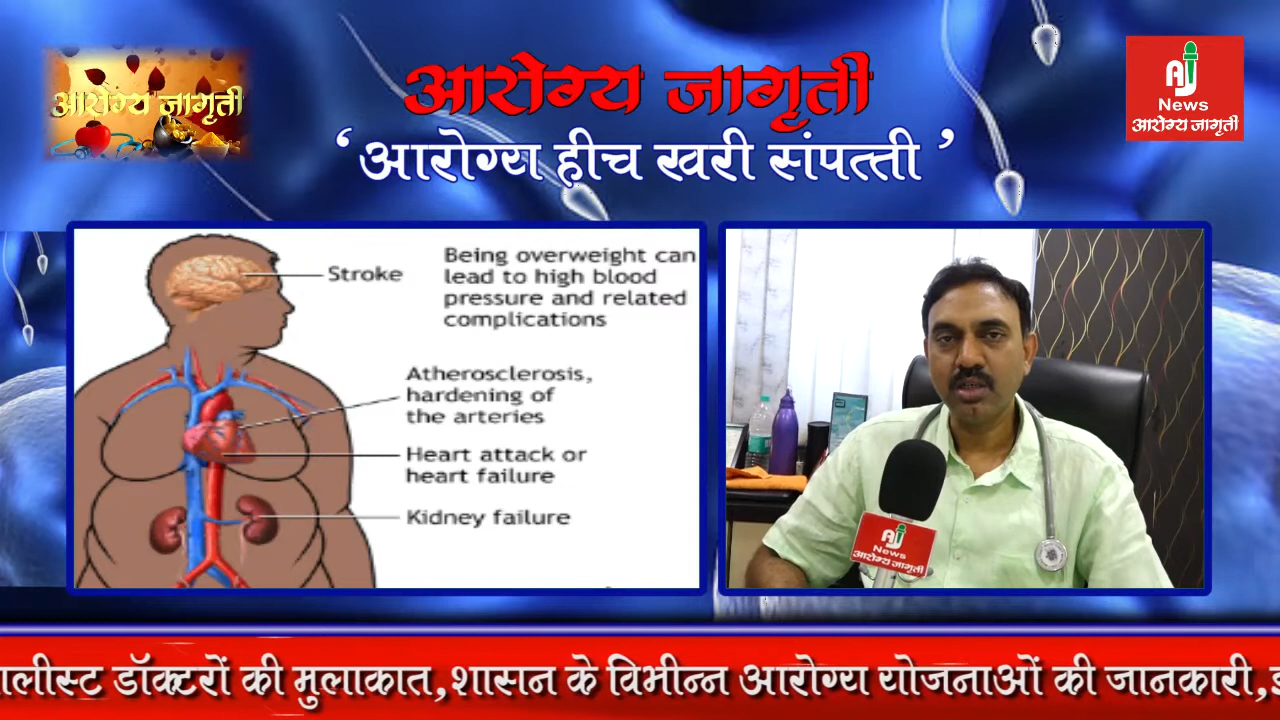 आरोग्य जागृती
आरोग्य जागृती
‘आरोग्य हीच खरी संपत्ती ’
AJ
News
आरोग्य जागृती
Stroke
Being overweight can
lead to high blood
pressure and related
complications
Atherosclerosis,
hardening of
the arteries
Heart attack or
heart failure
Kidney failure
AJ
News
आरोग्य जागृती
डॉक्टरों की मुलाकात,शासन के विभीन्न आरोग्य योजनाओं की जानकारी,